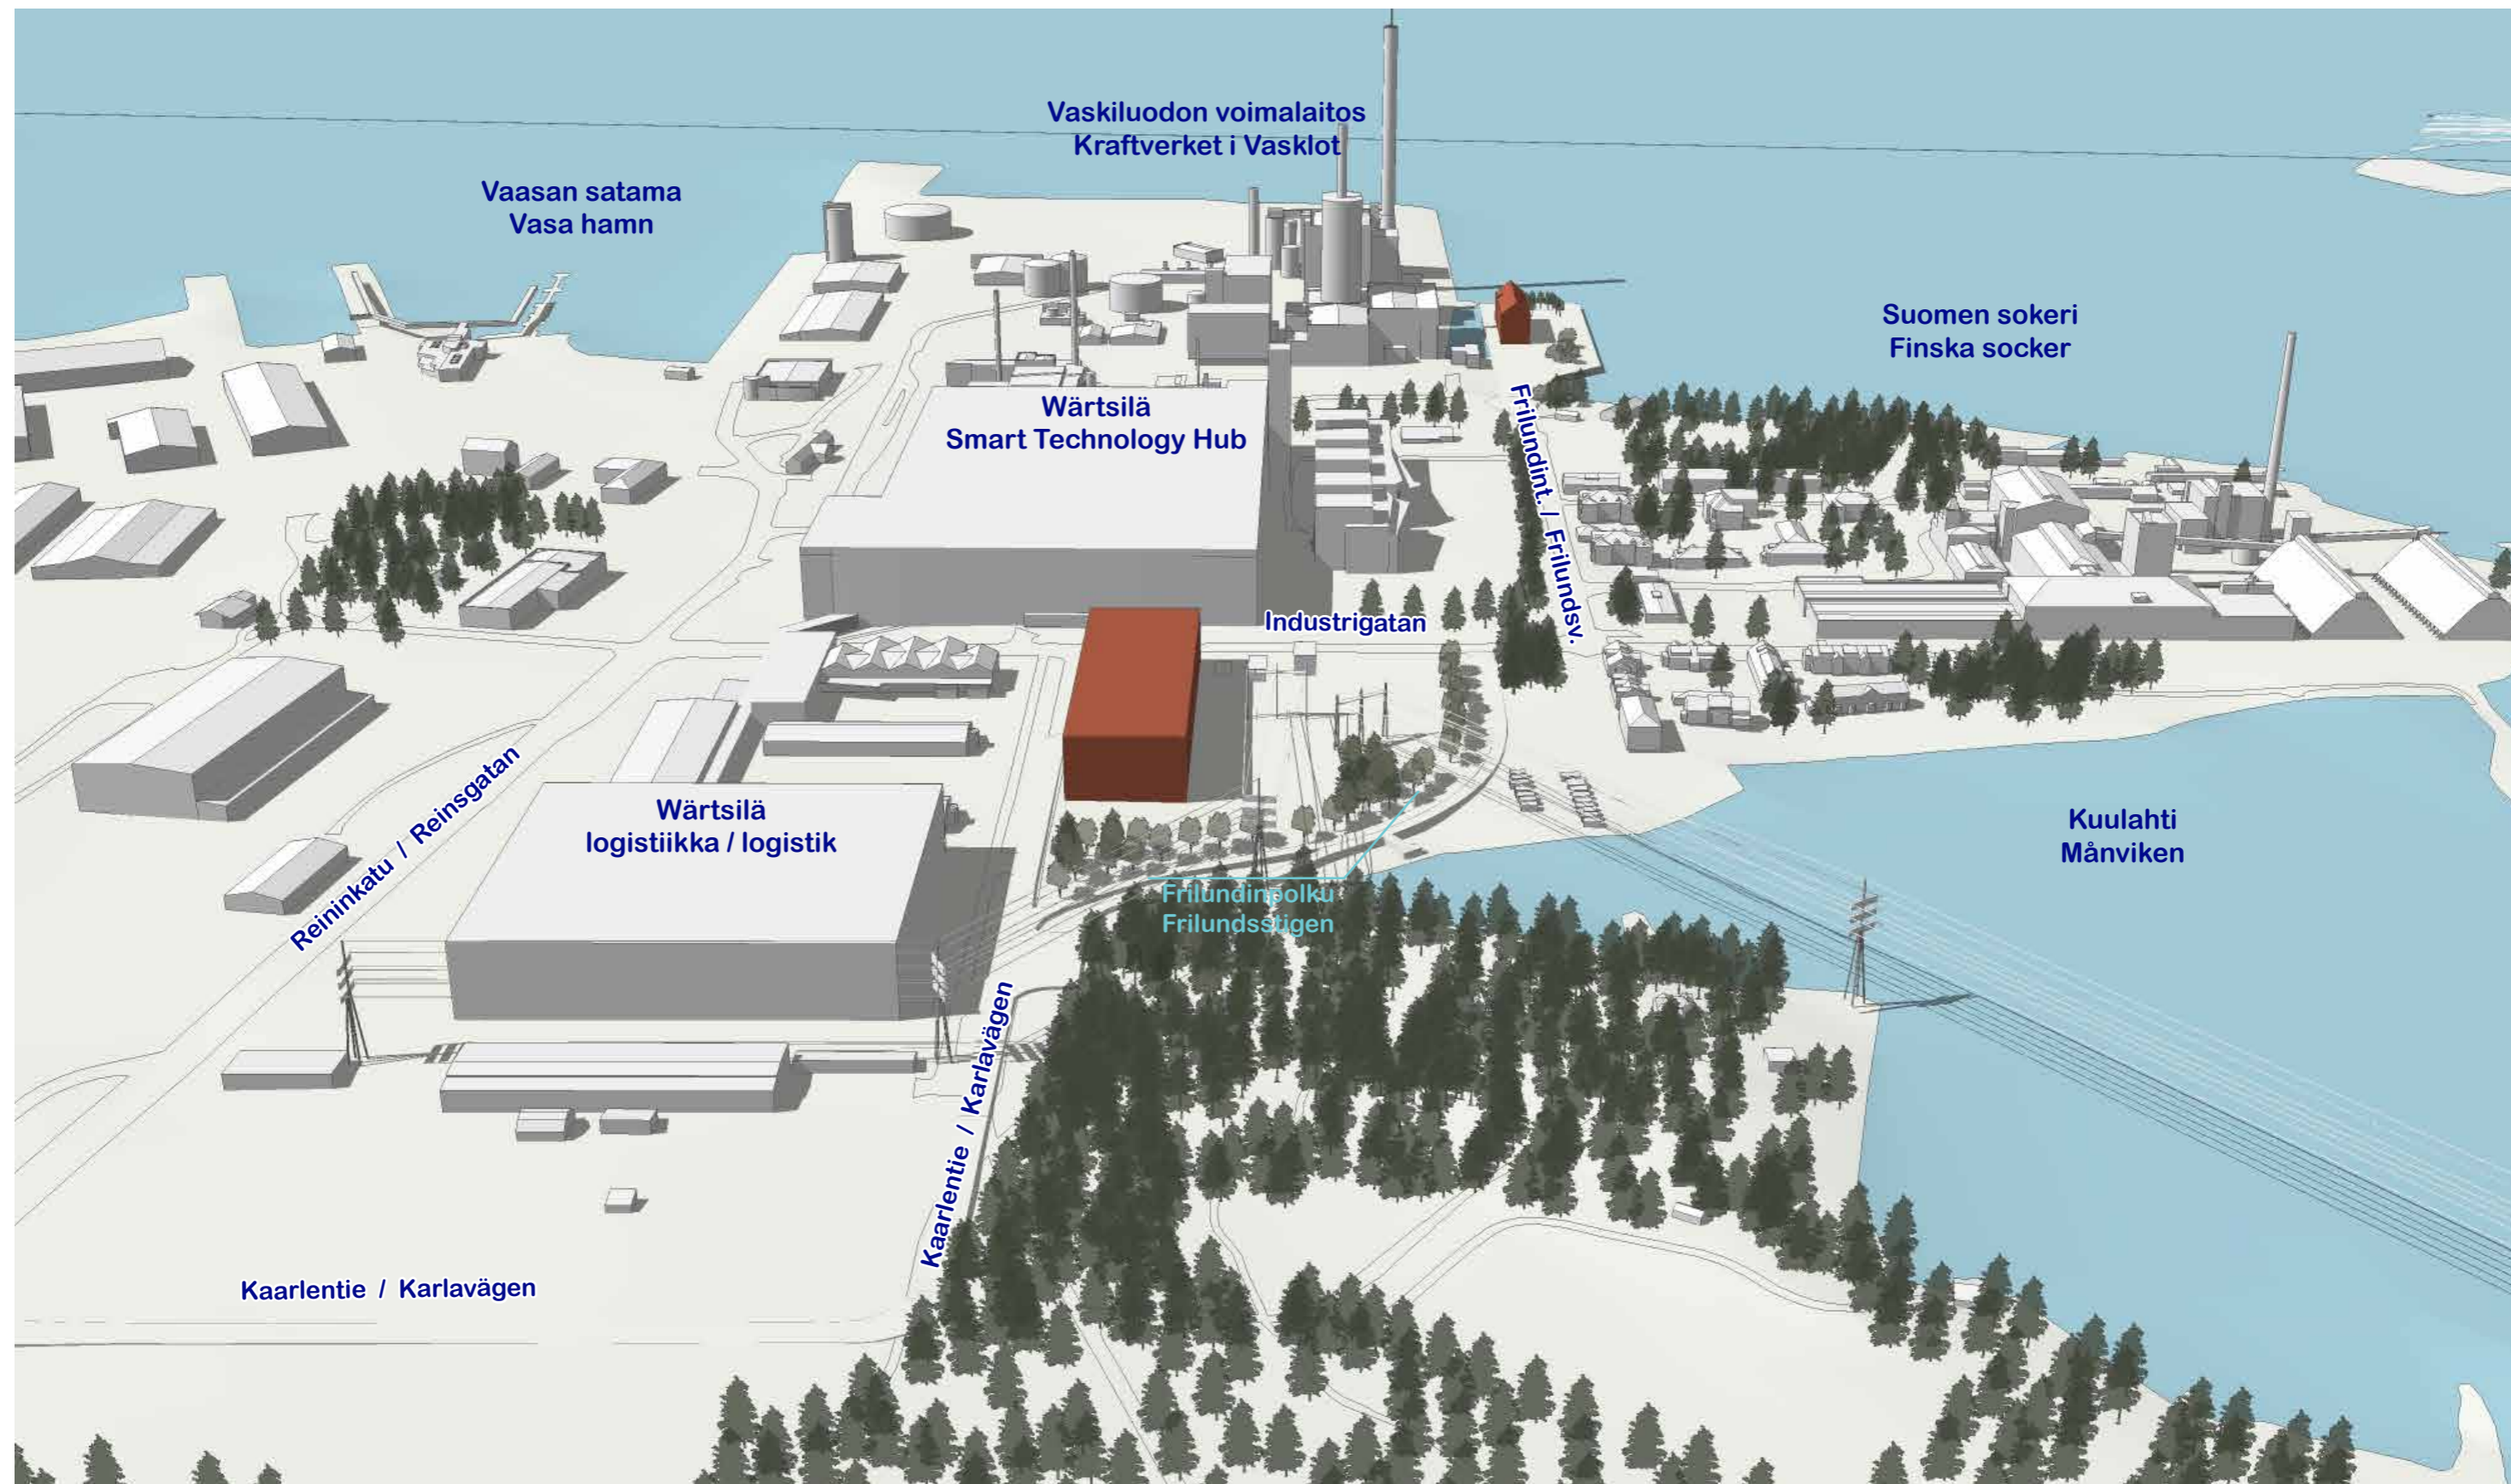 Vaskiluodon voimalaitos
Kraftverket i Vasklot
Vaasan satama
Vasa hamn
Suomen sokeri
Finska socker
Wärtsilä
Smart Technology Hub
Frilundint. / Frilundsv.
Industrigatan
Reininkatu / Reinsgatan
Wärtsilä
logistiikka / logistik
Kuulahti
Månviken
Frilundinpolku
Frilundsstigen
Kaarlentie / Karlavägen
Kaarlentie / Karlavägen